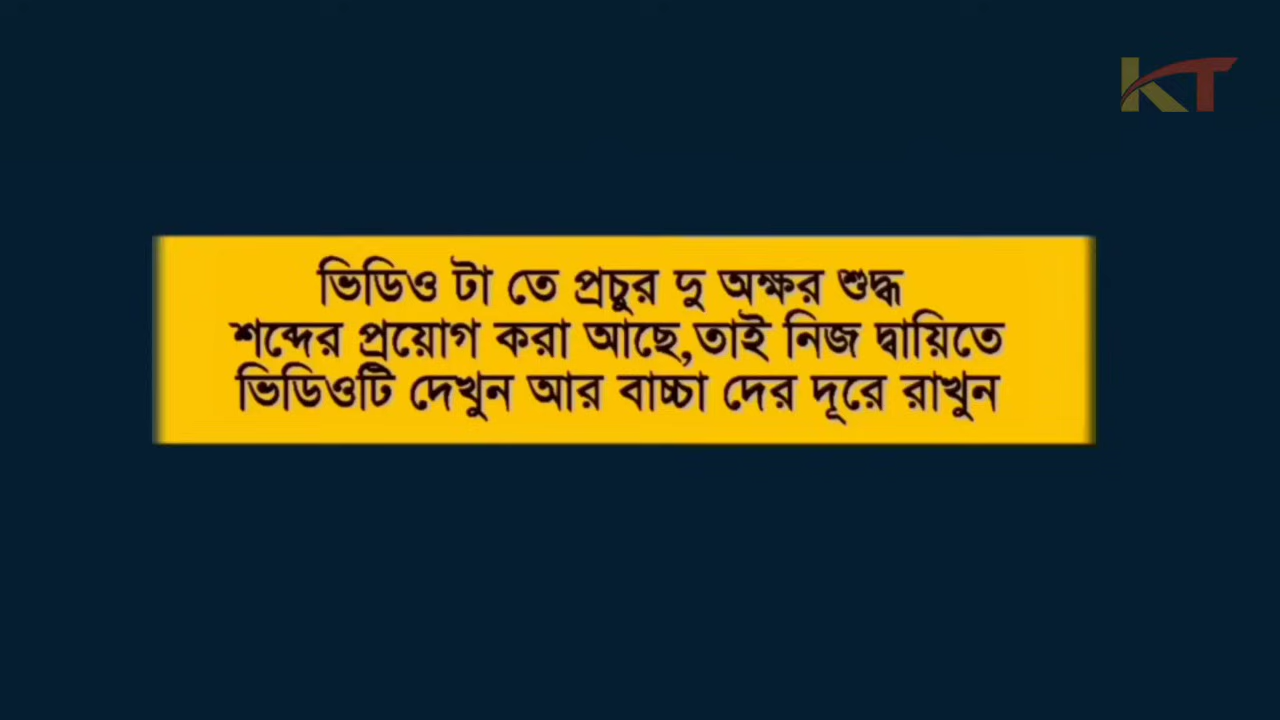 KT
ভিডিও টা তে প্রচুর দু অক্ষর শুদ্ধ
শব্দের প্রয়োগ করা আছে,তাই নিজ দ্বায়িতে
ভিডিওটি দেখুন আর বাচ্চা দের দূরে রাখুন